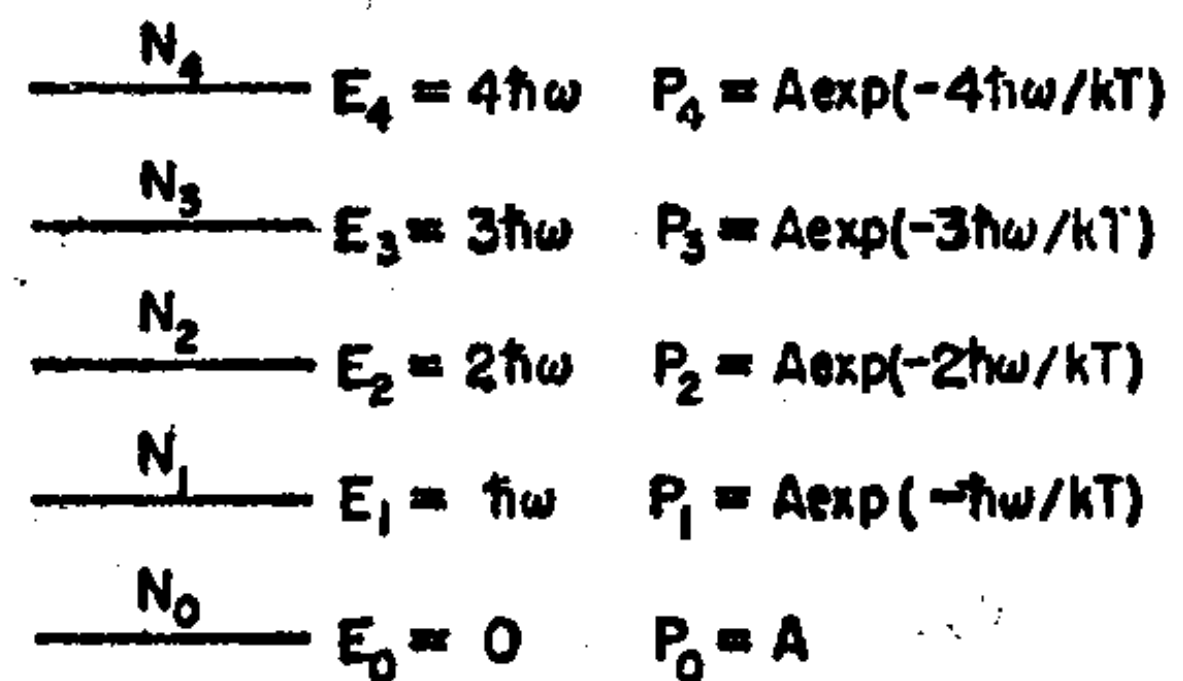 N₄
E₄ = 4ħω P₄ = Aexp(-4ħω/kT)
N₃
E₃ = 3ħω P₃ = Aexp(-3ħω/kT)
N₂
E₂ = 2ħω P₂ = Aexp(-2ħω/kT)
N₁
E₁ = ħω P₁ = Aexp(-ħω/kT)
N₀
E₀ = 0 P₀ = A